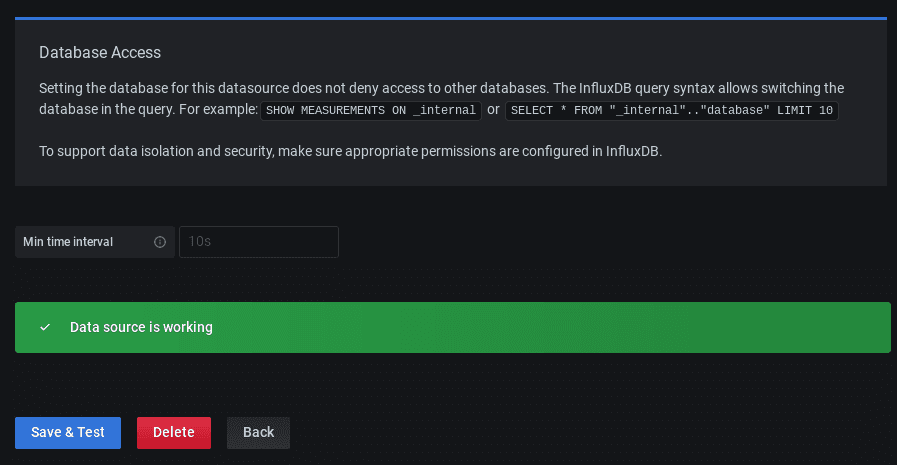 Database Access
Setting the database for this datasource does not deny access to other databases. The InfluxDB query syntax allows switching the
database in the query. For example: SHOW MEASUREMENTS ON _internal or SELECT * FROM "_internal".."database" LIMIT 10
To support data isolation and security, make sure appropriate permissions are configured in InfluxDB.
Min time interval 10s
Data source is working
Save & Test Delete Back